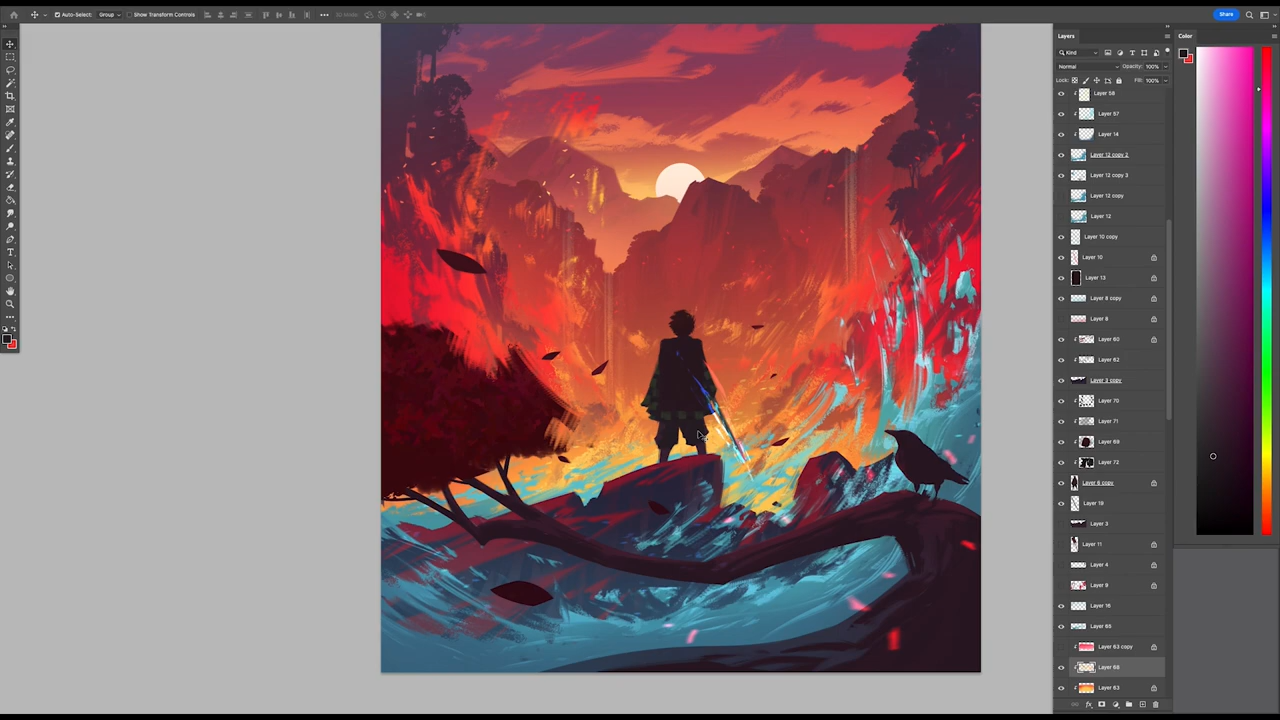 Auto-Select:
Group
Show Transform Controls
3D Mode:
Share
Layers
Color
Kind
Normal
Opacity: 100%
Lock:
Fill: 100%
Layer 58
Layer 57
Layer 14
Layer 12 copy 2
Layer 12 copy 3
Layer 12 copy
Layer 12
Layer 10 copy
Layer 10
Layer 13
Layer 8 copy
Layer 8
Layer 60
Layer 62
Layer 3 copy
Layer 70
Layer 71
Layer 69
Layer 72
Layer 6 copy
Layer 19
Layer 3
Layer 11
Layer 4
Layer 9
Layer 16
Layer 65
Layer 63 copy
Layer 66
Layer 63
fx